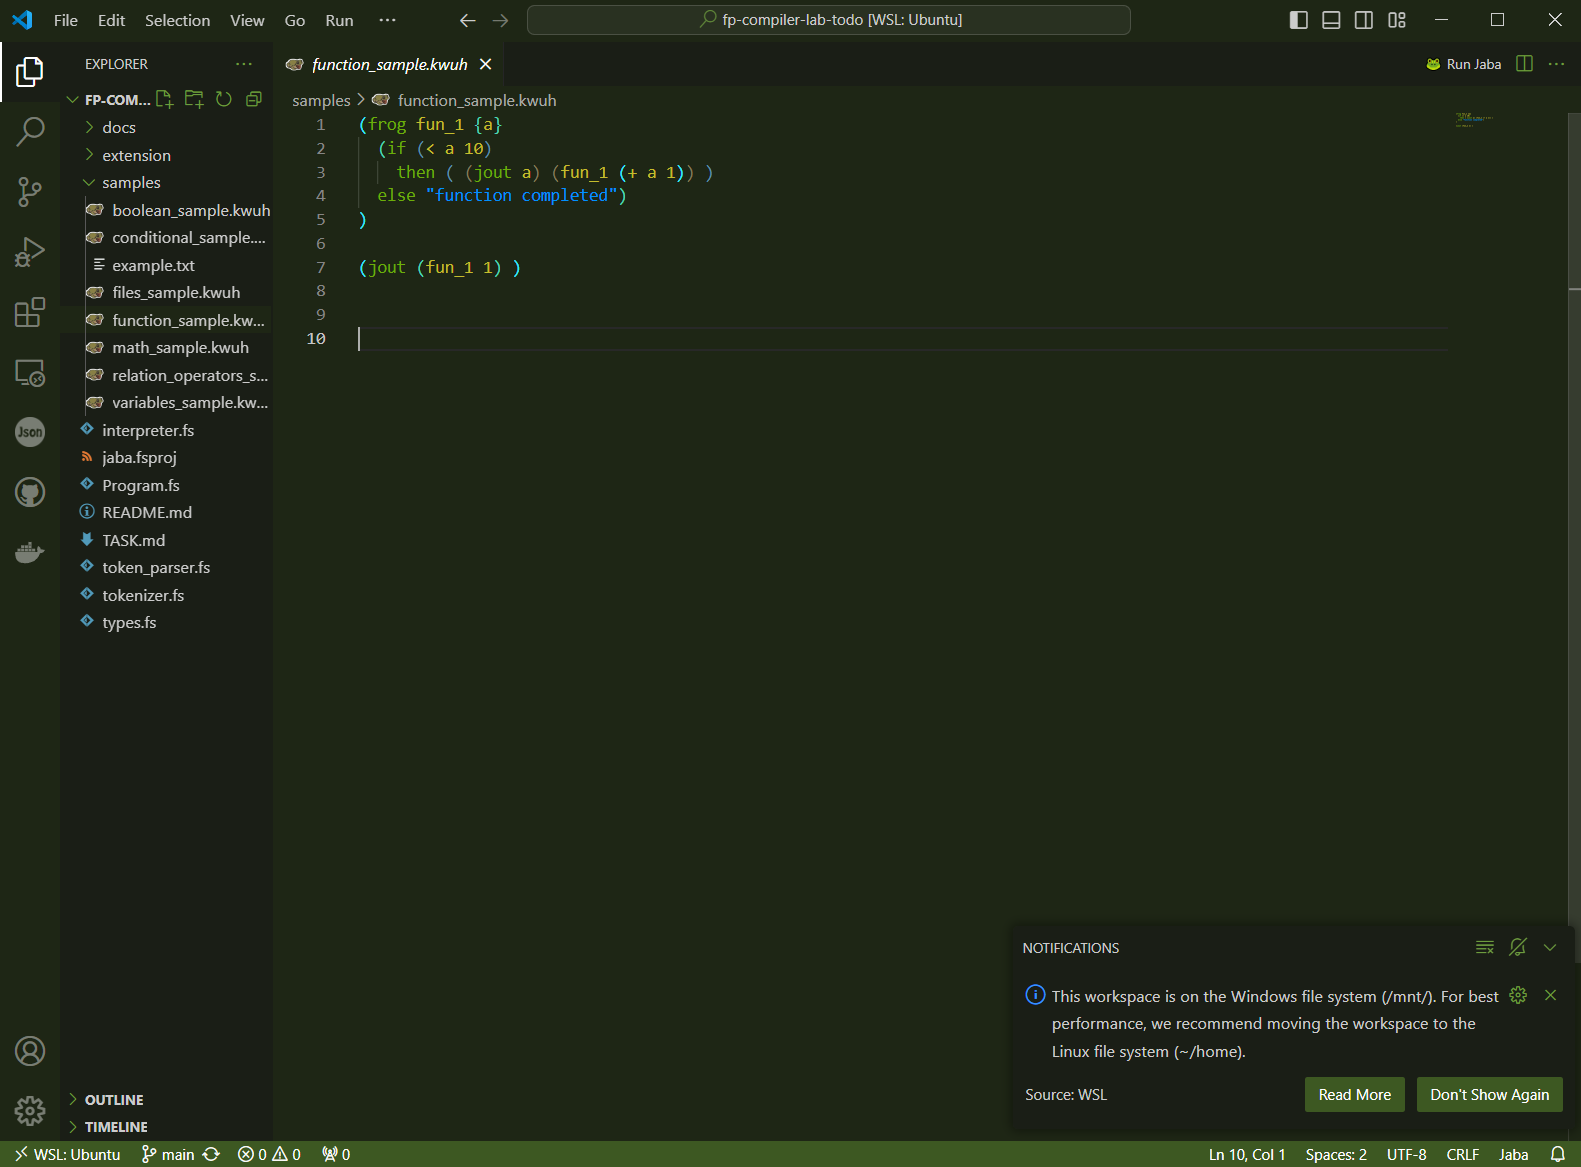 File Edit Selection View Go Run ···
fp-compiler-lab-todo [WSL: Ubuntu]
EXPLORER ···
function_sample.kwuh
Run Jaba ···
FP-COM...
samples > function_sample.kwuh
docs
extension
samples
boolean_sample.kwuh
conditional_sample....
example.txt
files_sample.kwuh
function_sample.kw...
math_sample.kwuh
relation_operators_s...
variables_sample.kw...
interpreter.fs
jaba.fsproj
Program.fs
README.md
TASK.md
token_parser.fs
tokenizer.fs
types.fs
Json
OUTLINE
TIMELINE
1 (frog fun_1 {a}
2 (if (< a 10)
3 then ( (jout a) (fun_1 (+ a 1)) )
4 else "function completed")
5 )
6
7 (jout (fun_1 1) )
8
9
10
NOTIFICATIONS
This workspace is on the Windows file system (/mnt/). For best
performance, we recommend moving the workspace to the
Linux file system (~/home).
Source: WSL
Read More
Don't Show Again
WSL: Ubuntu main 0 0 0
Ln 10, Col 1 Spaces: 2 UTF-8 CRLF Jaba